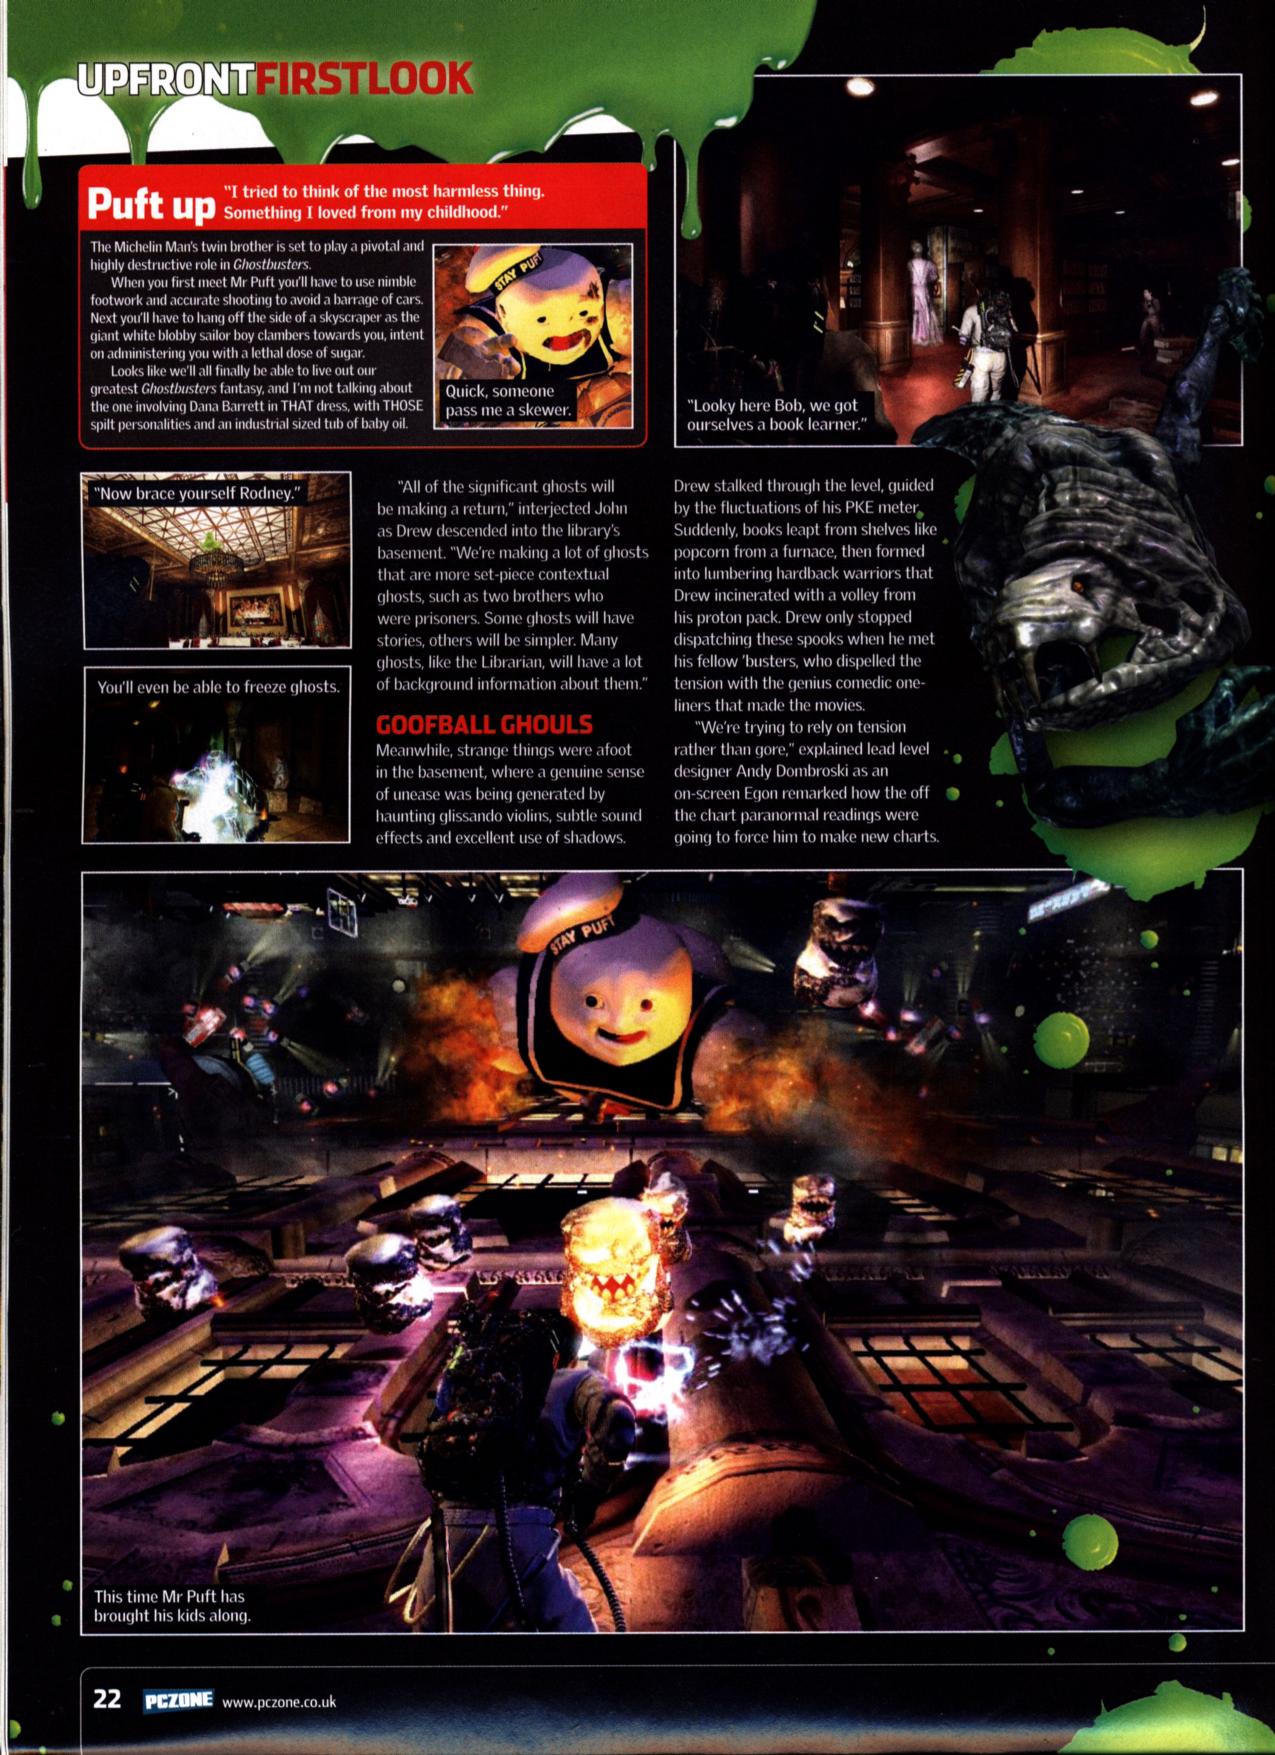 UPFRONTFIRSTLOOK
Puft up
"I tried to think of the most harmless thing.
Something I loved from my childhood."
The Michelin Man's twin brother is set to play a pivotal and
highly destructive role in Ghostbusters.
When you first meet Mr Puft you'll have to use nimble
footwork and accurate shooting to avoid a barrage of cars.
Next you'll have to hang off the side of a skyscraper as the
giant white blobby sailor boy clambers towards you, intent
on administering you with a lethal dose of sugar.
Looks like we'll all finally be able to live out our
greatest Ghostbusters fantasy, and I'm not talking about
the one involving Dana Barrett in THAT dress, with THOSE
spilt personalities and an industrial sized tub of baby oil.
STAY PUFT
Quick, someone
pass me a skewer.
"Looky here Bob, we got
ourselves a book learner."
"Now brace yourself Rodney."
You'll even be able to freeze ghosts.
"All of the significant ghosts will
be making a return," interjected John
as Drew descended into the library's
basement. "We're making a lot of ghosts
that are more set-piece contextual
ghosts, such as two brothers who
were prisoners. Some ghosts will have
stories, others will be simpler. Many
ghosts, like the Librarian, will have a lot
of background information about them."
GOOFBALL GHOULS
Meanwhile, strange things were afoot
in the basement, where a genuine sense
of unease was being generated by
haunting glissando violins, subtle sound
effects and excellent use of shadows.
Drew stalked through the level, guided
by the fluctuations of his PKE meter.
Suddenly, books leapt from shelves like
popcorn from a furnace, then formed
into lumbering hardback warriors that
Drew incinerated with a volley from
his proton pack. Drew only stopped
dispatching these spooks when he met
his fellow 'busters, who dispelled the
tension with the genius comedic one-
liners that made the movies.
"We're trying to rely on tension
rather than gore," explained lead level
designer Andy Dombroski as an
on-screen Egon remarked how the off
the chart paranormal readings were
going to force him to make new charts.
STAY PUFT
This time Mr Puft has
brought his kids along.
22 PCZONE www.pczone.co.uk